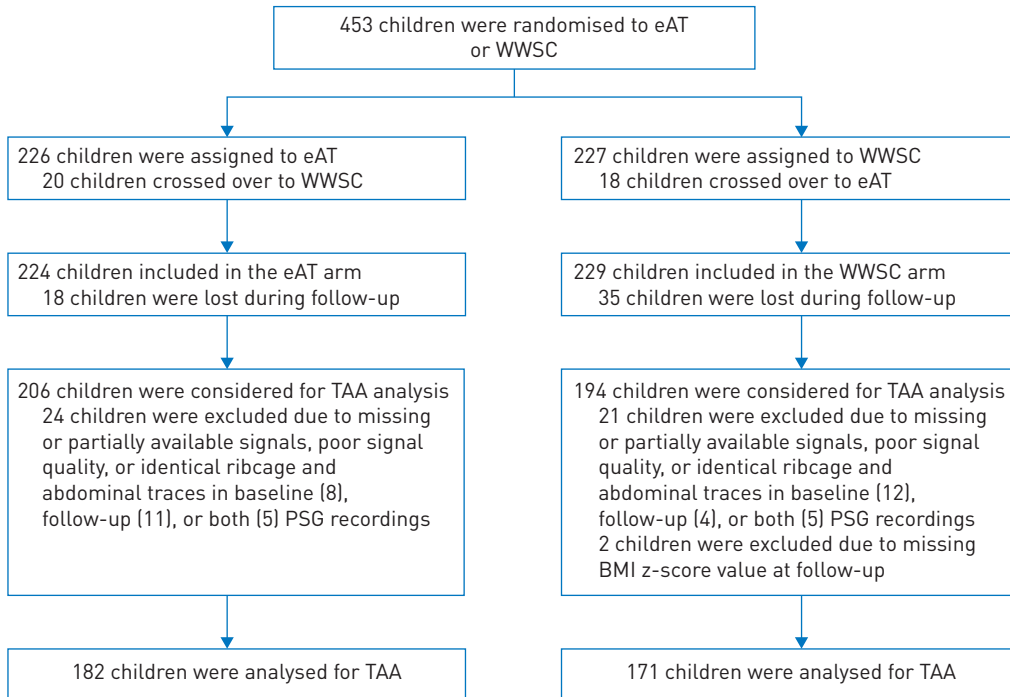 453 children were randomised to eAT
or WWSC
226 children were assigned to eAT
20 children crossed over to WWSC
227 children were assigned to WWSC
18 children crossed over to eAT
224 children included in the eAT arm
18 children were lost during follow-up
229 children included in the WWSC arm
35 children were lost during follow-up
206 children were considered for TAA analysis
24 children were excluded due to missing
or partially available signals, poor signal
quality, or identical ribcage and
abdominal traces in baseline (8),
follow-up (11), or both (5) PSG recordings
194 children were considered for TAA analysis
21 children were excluded due to missing
or partially available signals, poor signal
quality, or identical ribcage and
abdominal traces in baseline (12),
follow-up (4), or both (5) PSG recordings
2 children were excluded due to missing
BMI z-score value at follow-up
182 children were analysed for TAA
171 children were analysed for TAA